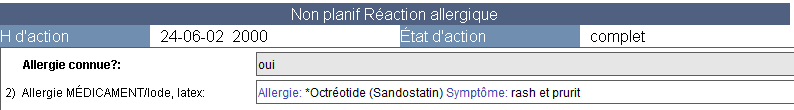 Non planif Réaction allergique
H d'action 24-06-02 2000 État d'action complet
Allergie connue?: oui
2) Allergie MÉDICAMENT/Iode, latex: Allergie: *Octréotide (Sandostatin) Symptôme: rash et prurit